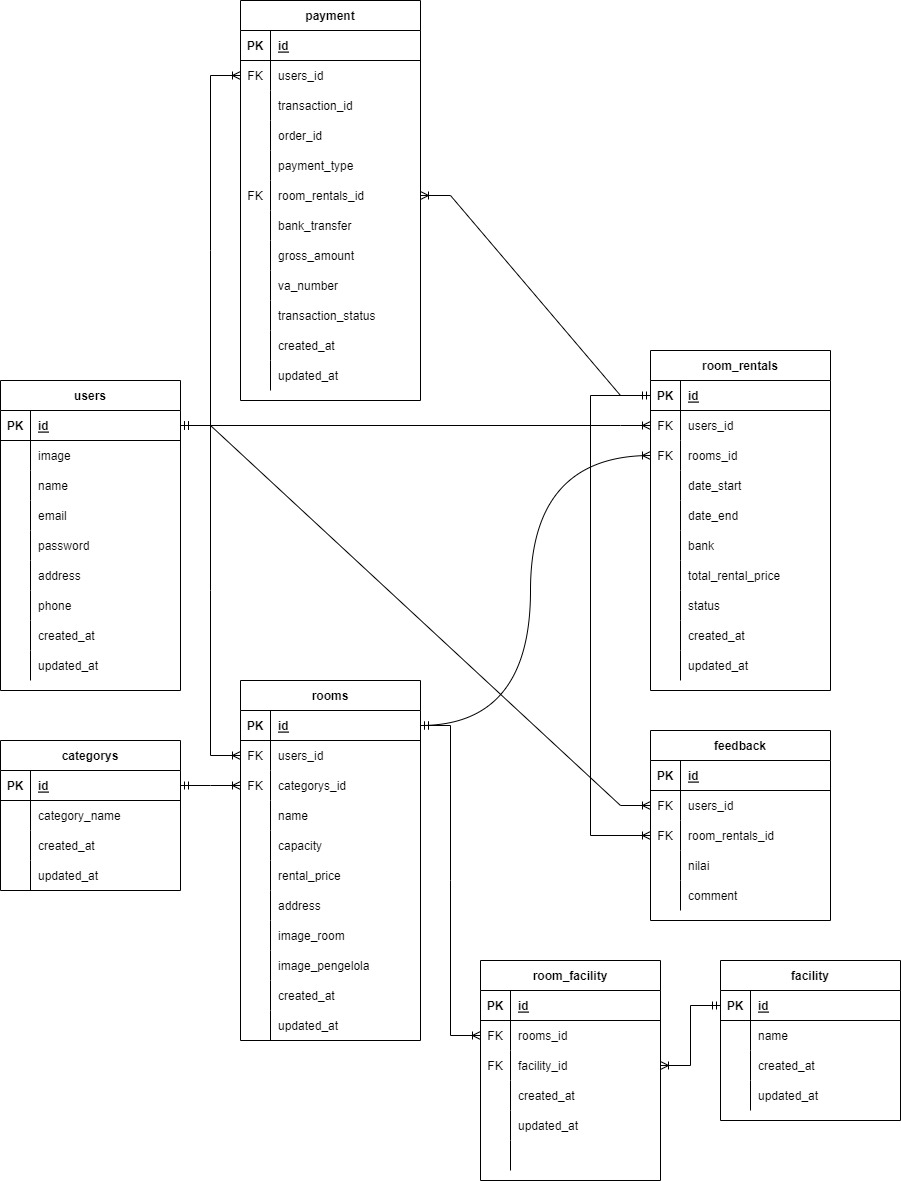 payment
PK id
FK users_id
transaction_id
order_id
payment_type
FK room_rentals_id
bank_transfer
gross_amount
va_number
transaction_status
created_at
updated_at
users
PK id
image
name
email
password
address
phone
created_at
updated_at
room_rentals
PK id
FK users_id
FK rooms_id
date_start
date_end
bank
total_rental_price
status
created_at
updated_at
categorys
PK id
category_name
created_at
updated_at
rooms
PK id
FK users_id
FK categorys_id
name
capacity
rental_price
address
image_room
image_pengelola
created_at
updated_at
feedback
PK id
FK users_id
FK room_rentals_id
nilai
comment
room_facility
PK id
FK rooms_id
FK facility_id
created_at
updated_at
facility
PK id
name
created_at
updated_at